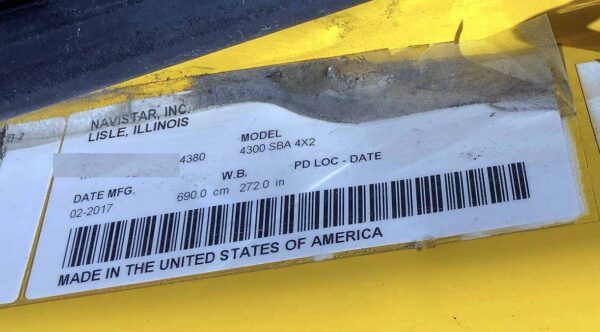 B-2
NAVISTAR, INC.
LISLE, ILLINOIS
MODEL
4300 SBA 4X2
4380
W.B.
PD LOC - DATE
DATE MFG.
690.0 cm 272.0 in
02-2017
MADE IN THE UNITED STATES OF AMERICA